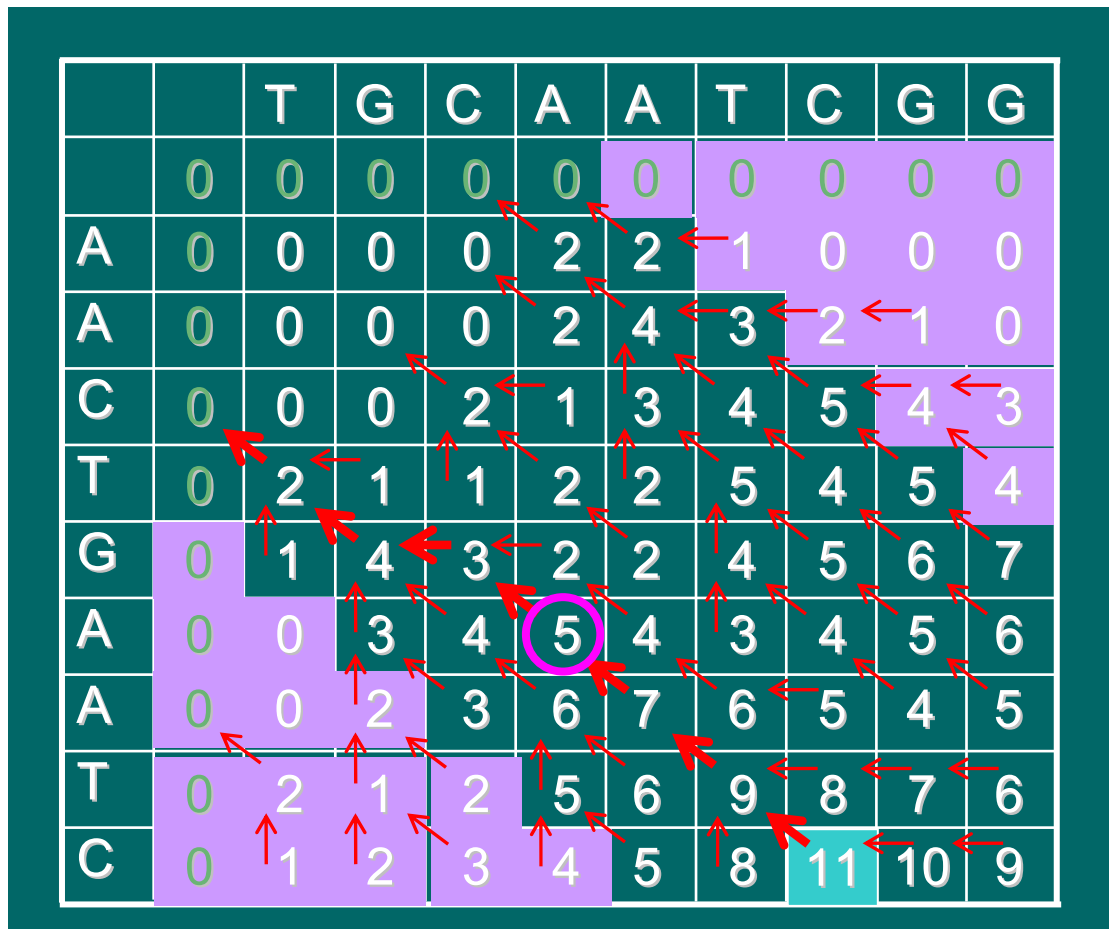 T G C A A T C G G
0 0 0 0 0 0 0 0 0 0
A 0 0 0 0 2 2 1 0 0 0
A 0 0 0 0 2 4 3 2 1 0
C 0 0 0 2 1 3 4 5 4 3
T 0 2 1 1 2 2 5 4 5 4
G 0 1 4 3 2 2 4 5 6 7
A 0 0 3 4 5 4 3 4 5 6
A 0 0 2 3 6 7 6 5 4 5
T 0 2 1 2 5 6 9 8 7 6
C 0 1 2 3 4 5 8 11 10 9